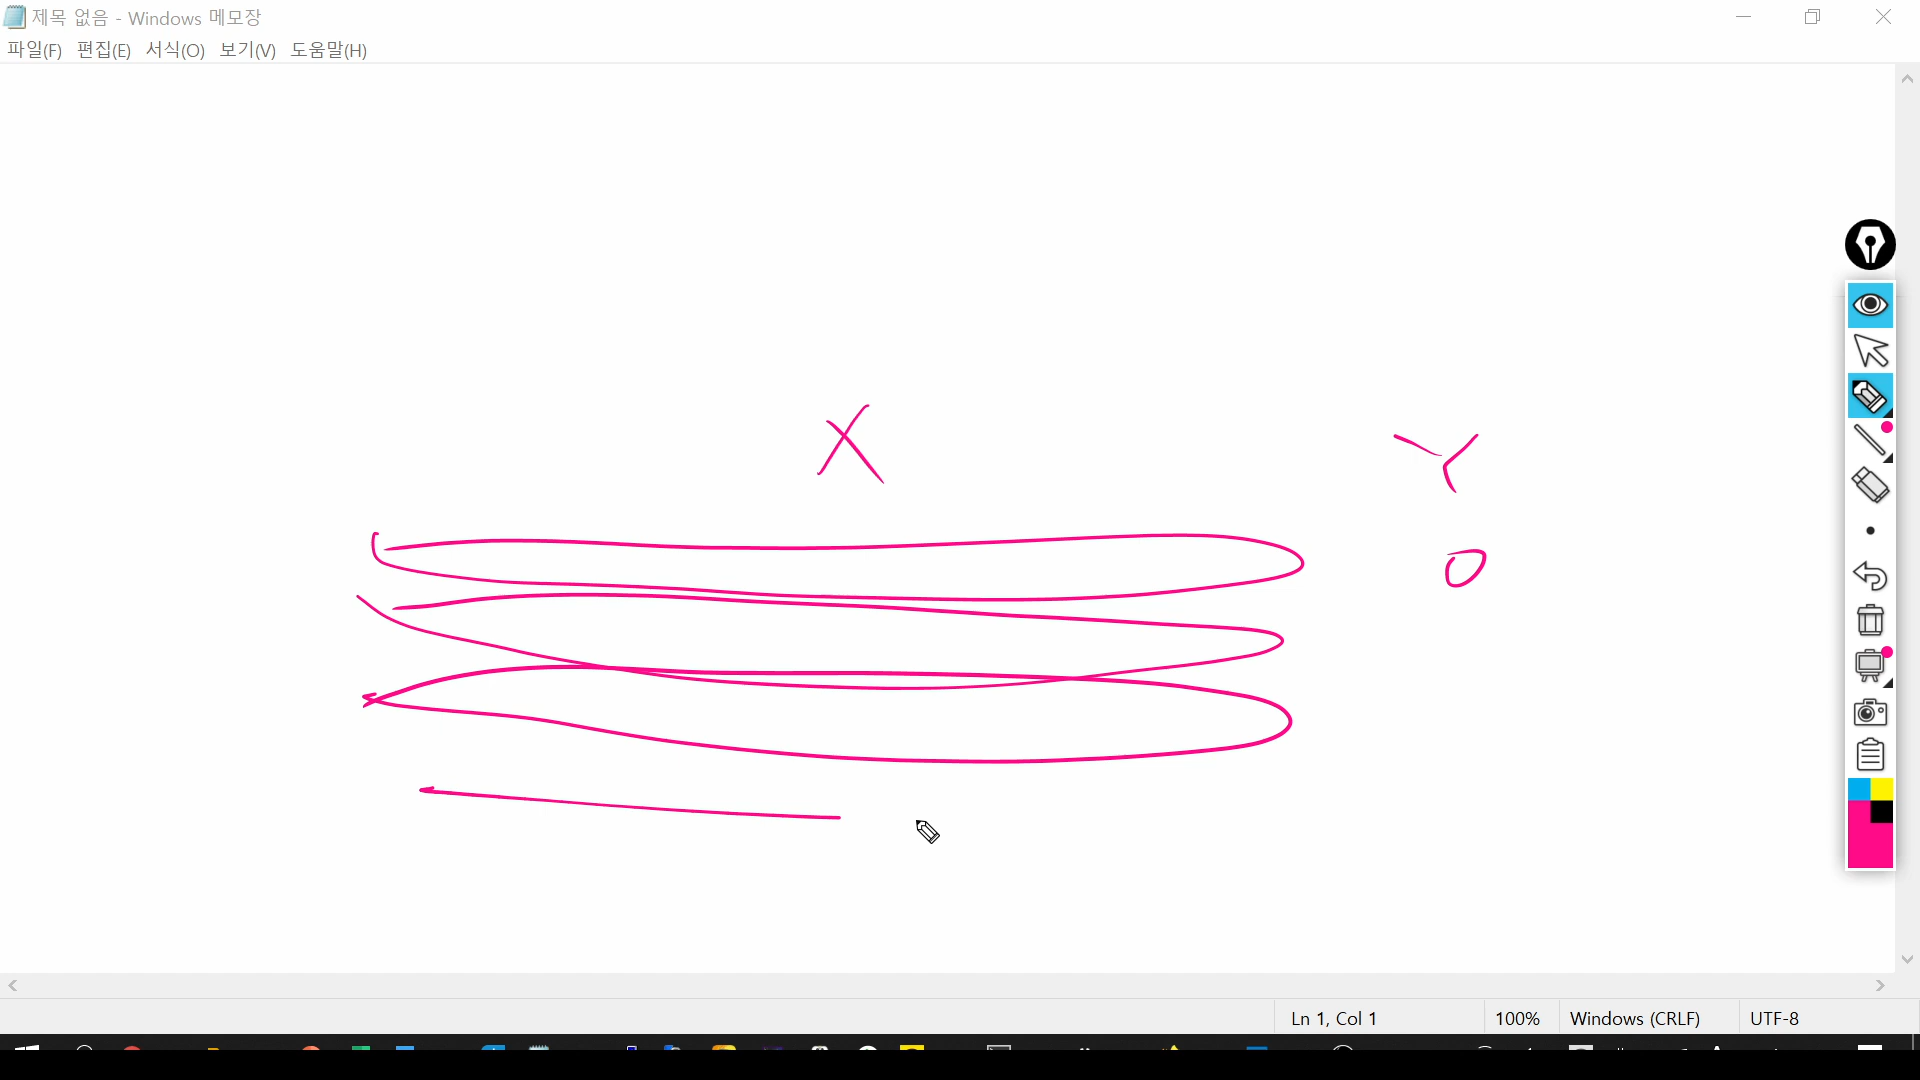 제목 없음 - Windows 메모장
파일(F) 편집(E) 서식(O) 보기(V) 도움말(H)
X Y
0
Ln 1, Col 1 100% Windows (CRLF) UTF-8